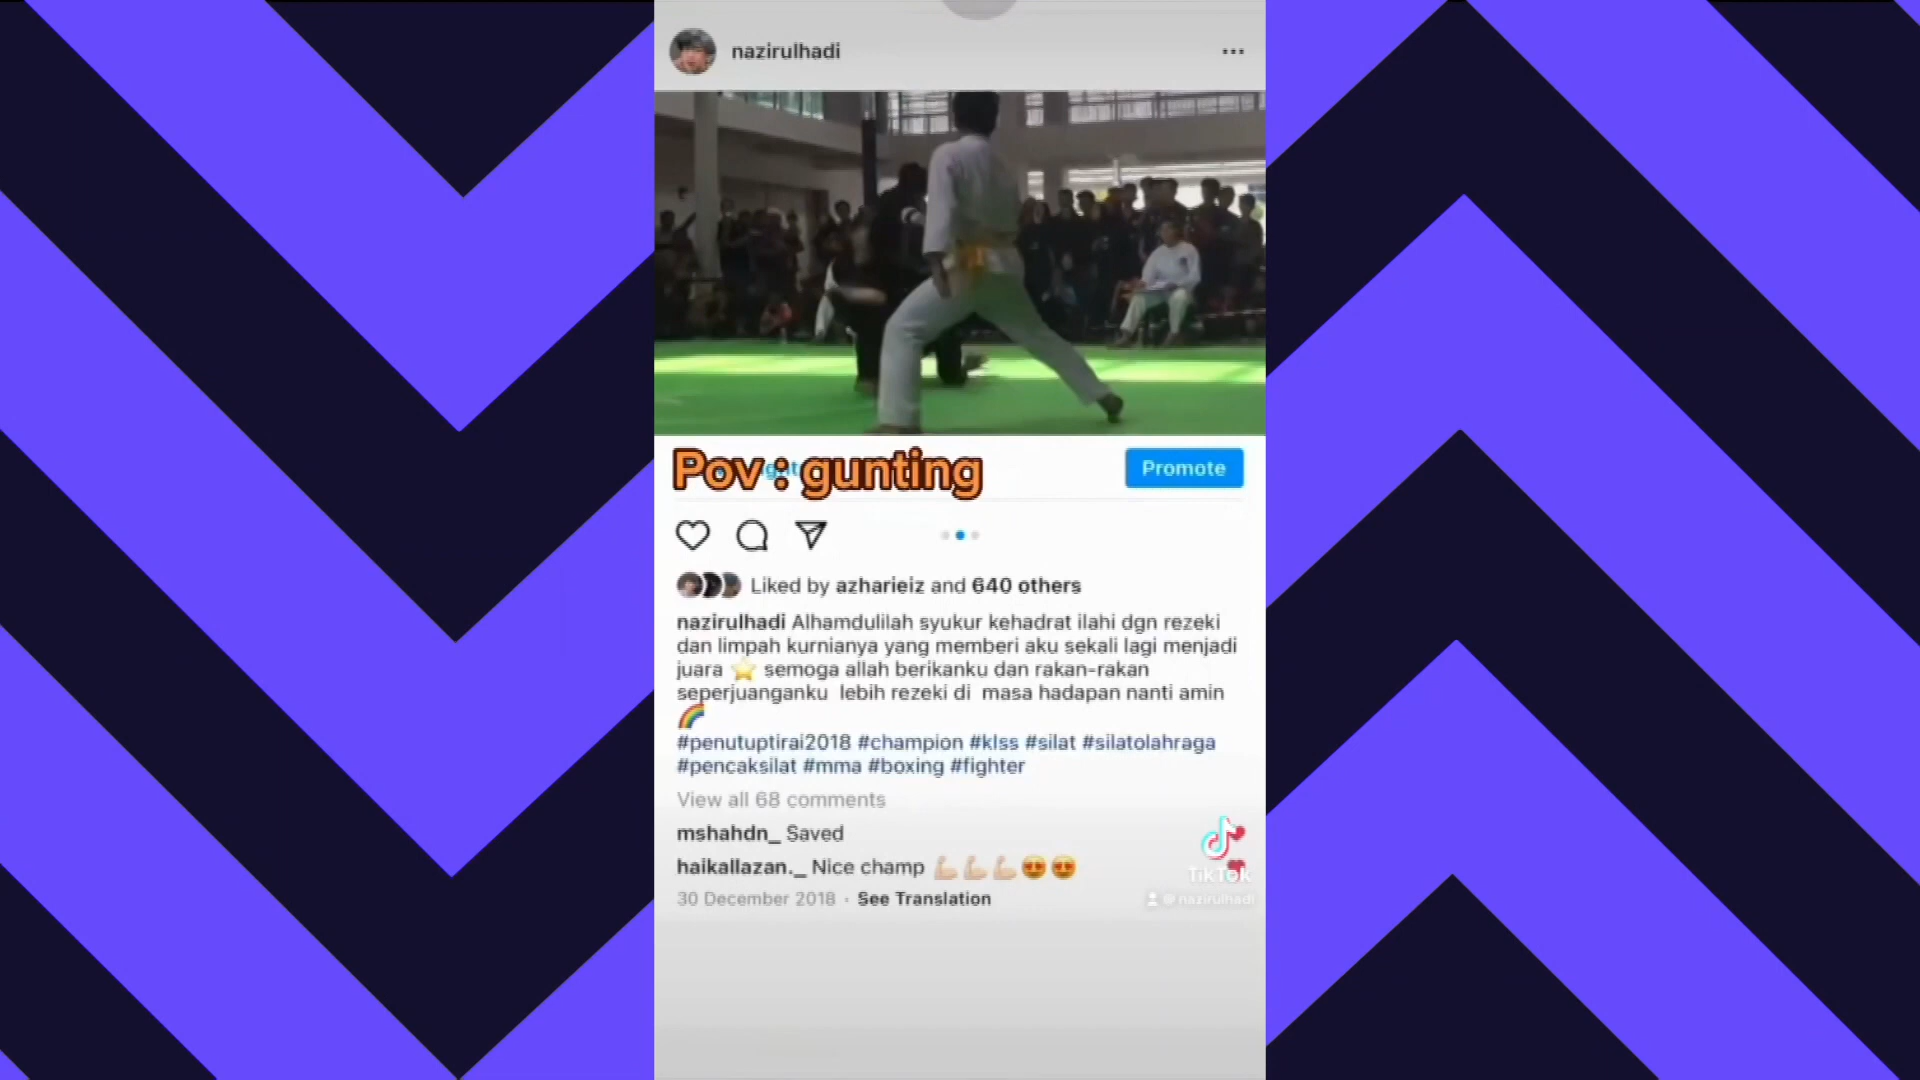 nazirulhadi
Pov : gunting
Promote
Liked by azharieiz and 640 others
nazirulhadi Alhamdulilah syukur kehadrat ilahi dgn rezeki
dan limpah kurnianya yang memberi aku sekali lagi menjadi
juara ⭐ semoga allah berikanku dan rakan-rakan
seperjuanganku lebih rezeki di masa hadapan nanti amin
🌈
#penutuptirai2018 #champion #klss #silat #silatolahraga
#pencaksilat #mma #boxing #fighter
View all 68 comments
mshahdn_ Saved
haikallazan._ Nice champ 💪🏼💪🏼💪🏼😍😍
30 December 2018 · See Translation
TikTok
@nazirulhadi